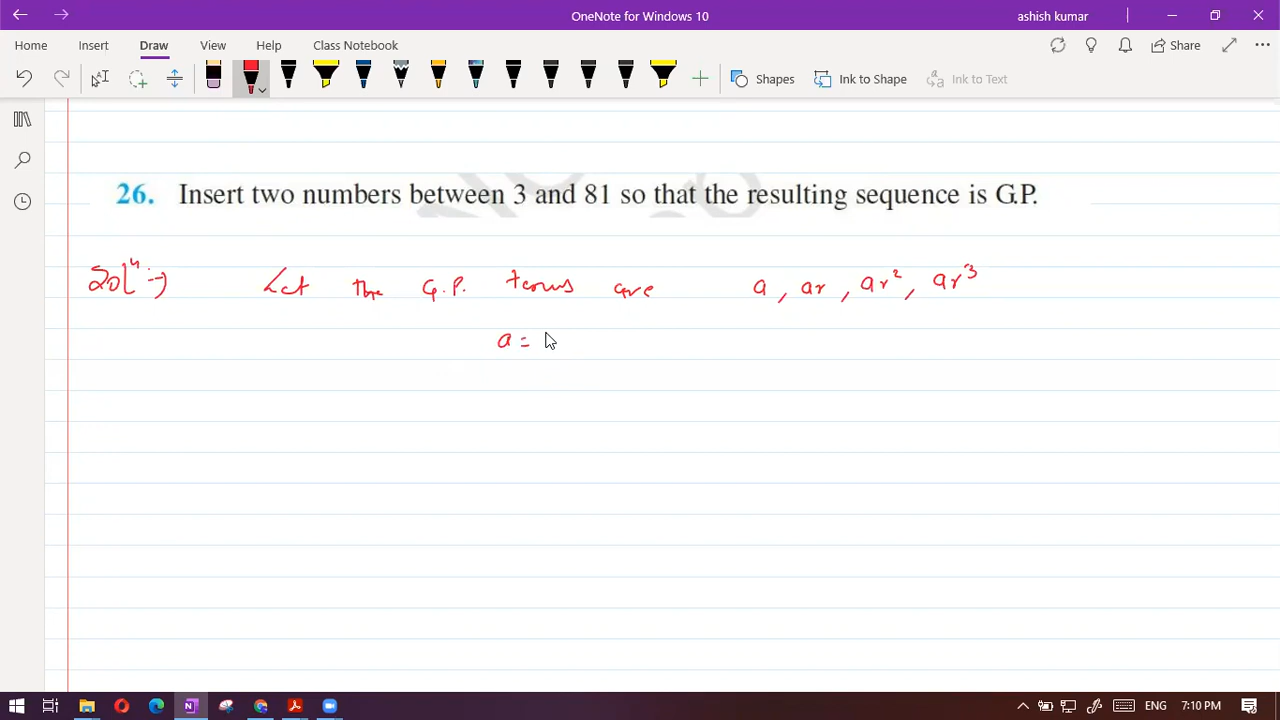 OneNote for Windows 10
ashish kumar
Home Insert Draw View Help Class Notebook
Share
Shapes Ink to Shape Ink to Text
26. Insert two numbers between 3 and 81 so that the resulting sequence is G.P.
Solⁿ :-> Let the G.P. terms are a, ar, ar², ar³
a =
ENG 7:10 PM